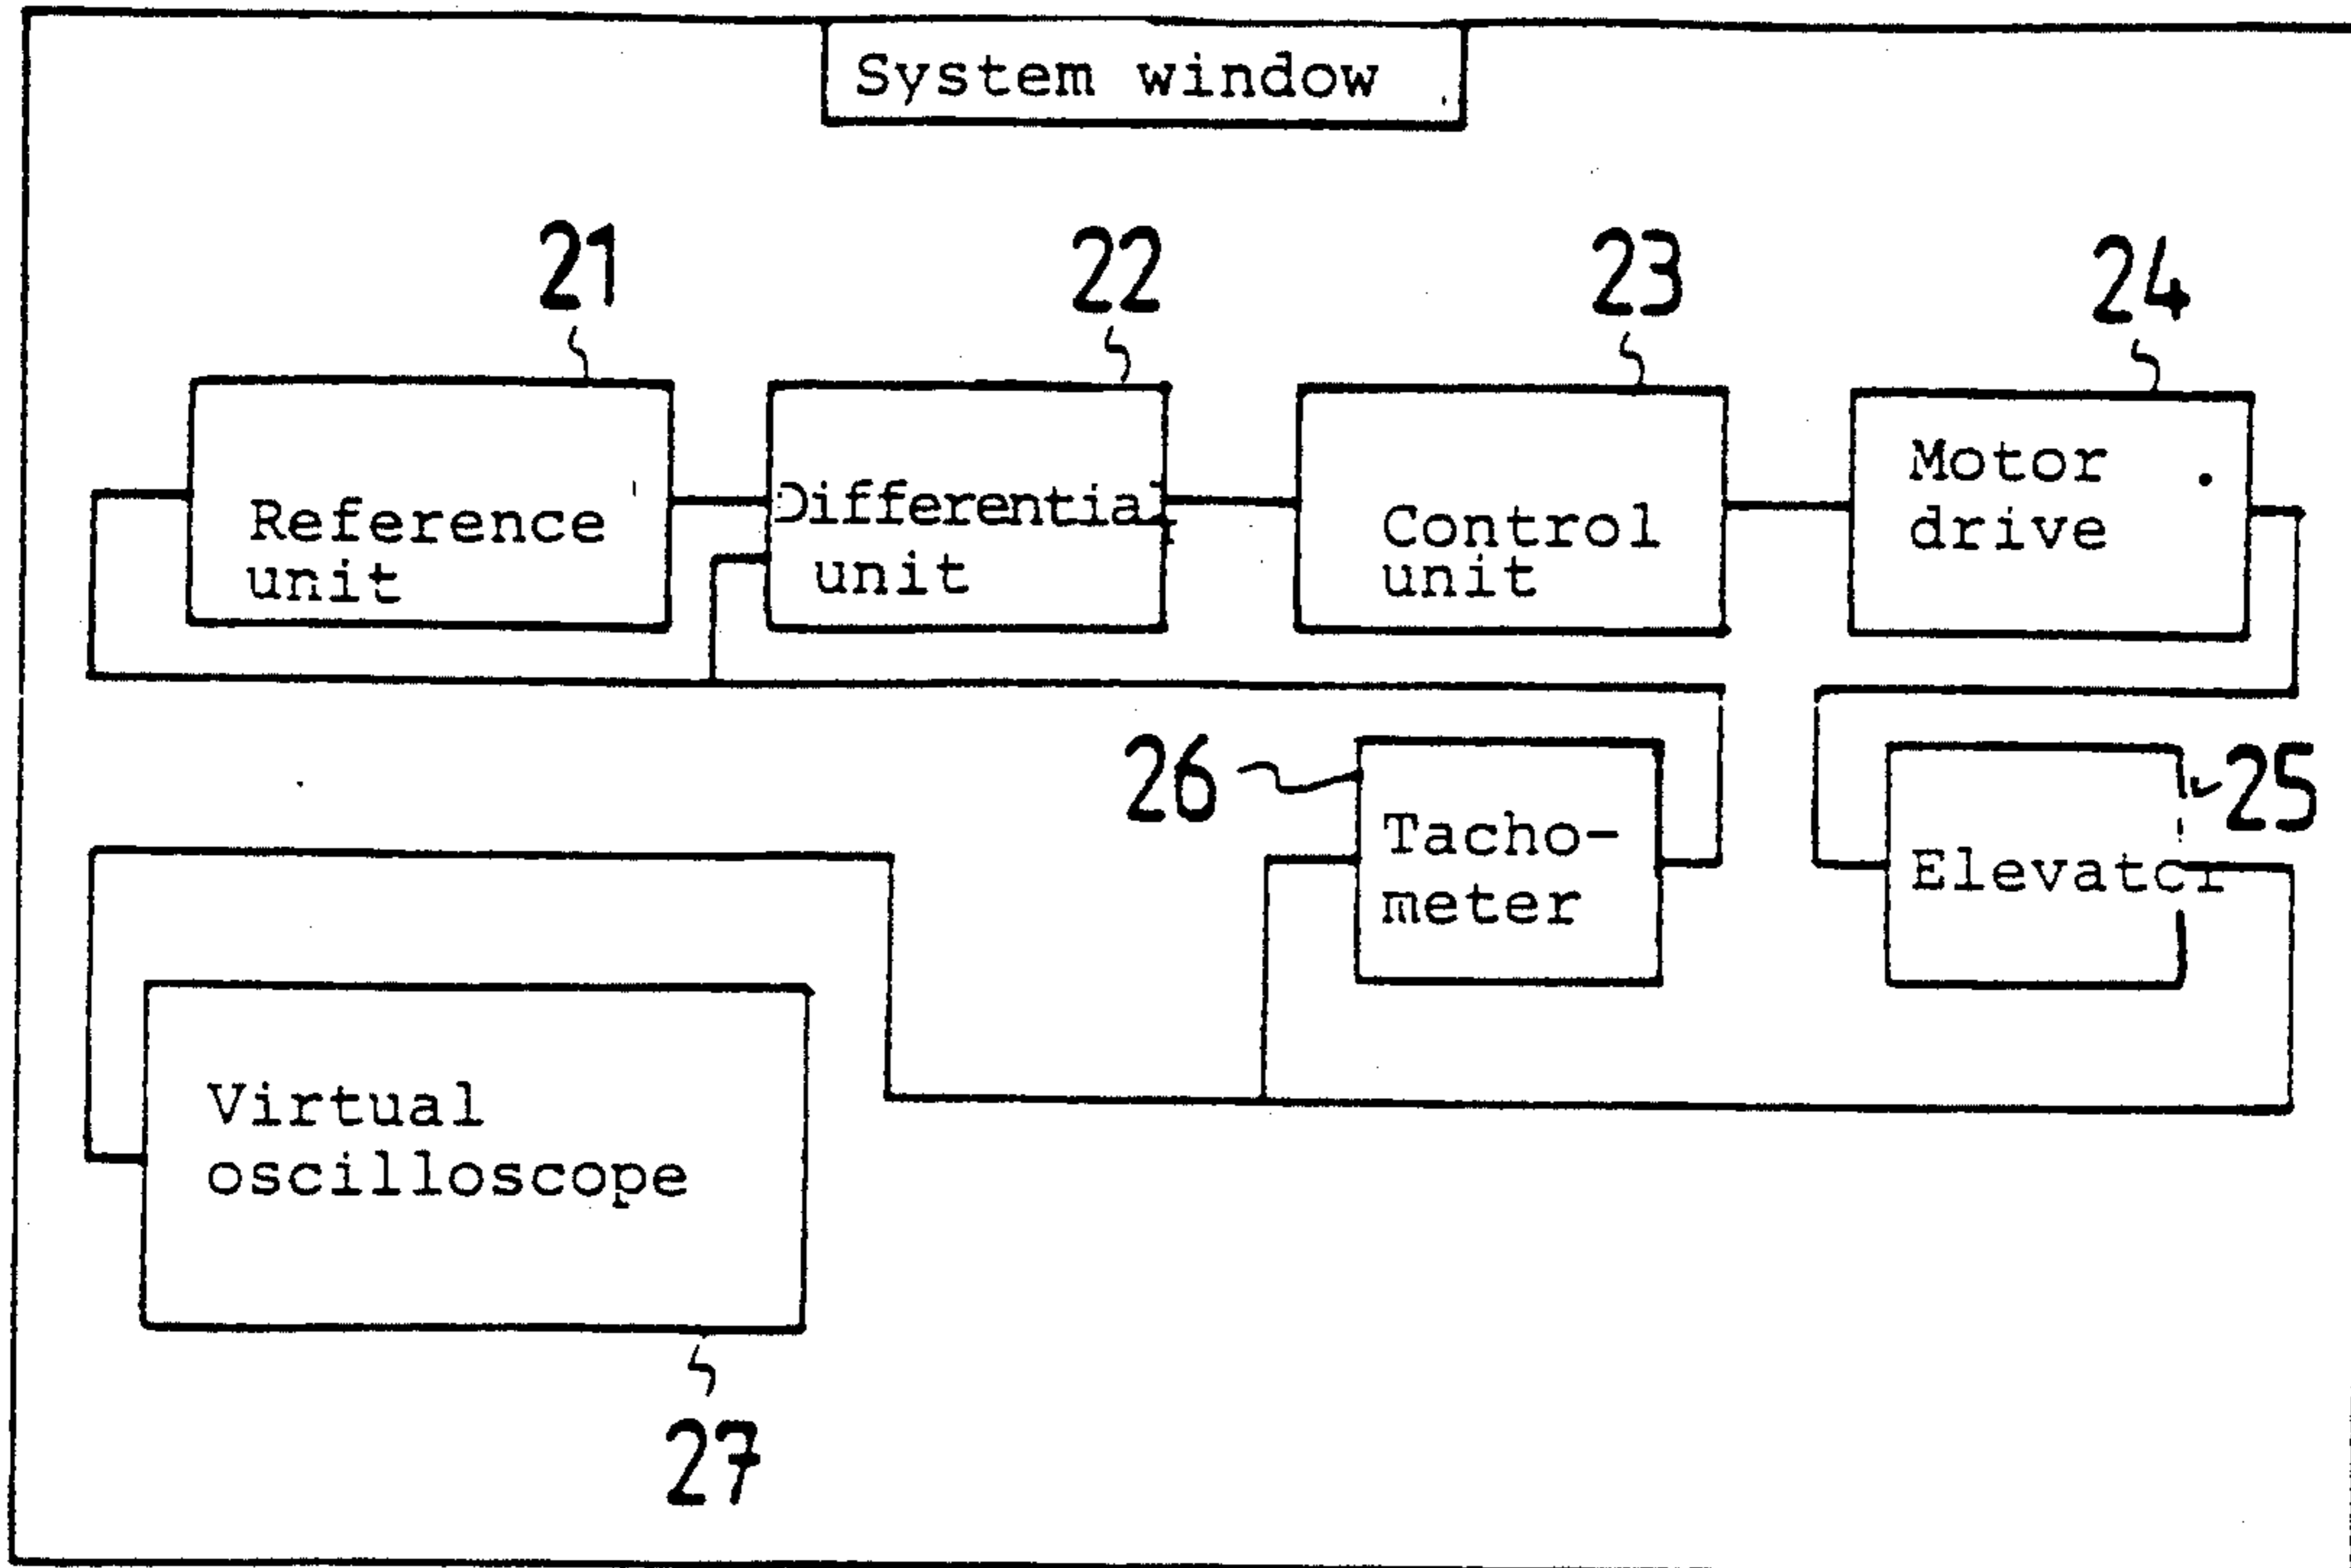 System window
21
22
23
24
Reference
unit
Differential
unit
Control
unit
Motor
drive
26
25
Tacho-
meter
Elevator
Virtual
oscilloscope
27